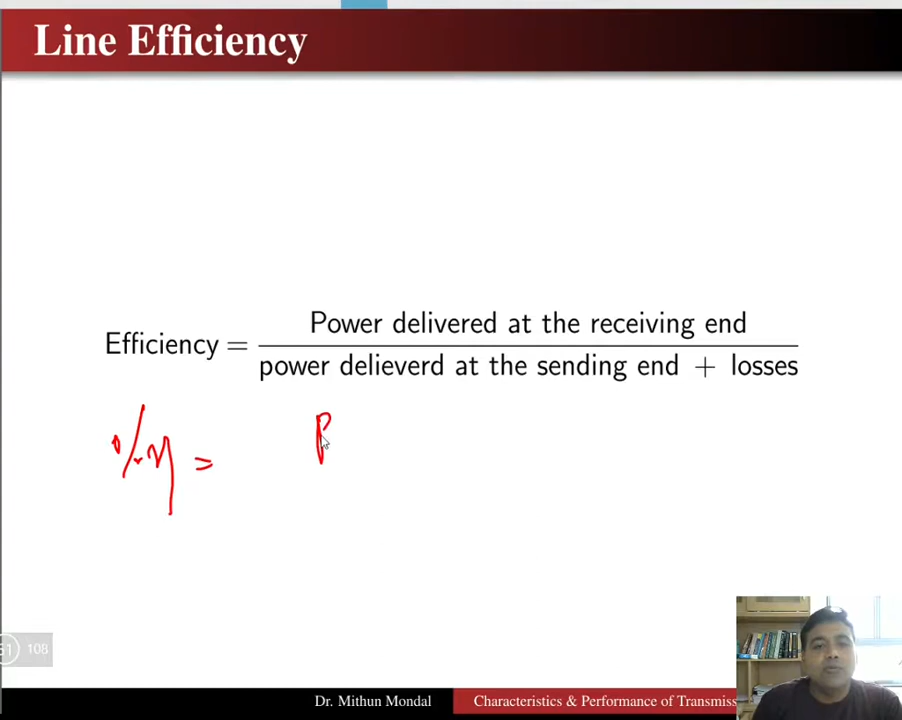 Line Efficiency
Efficiency = Power delivered at the receiving end
power delieverd at the sending end + losses
%η = P
51 108
Dr. Mithun Mondal Characteristics & Performance of Transmiss